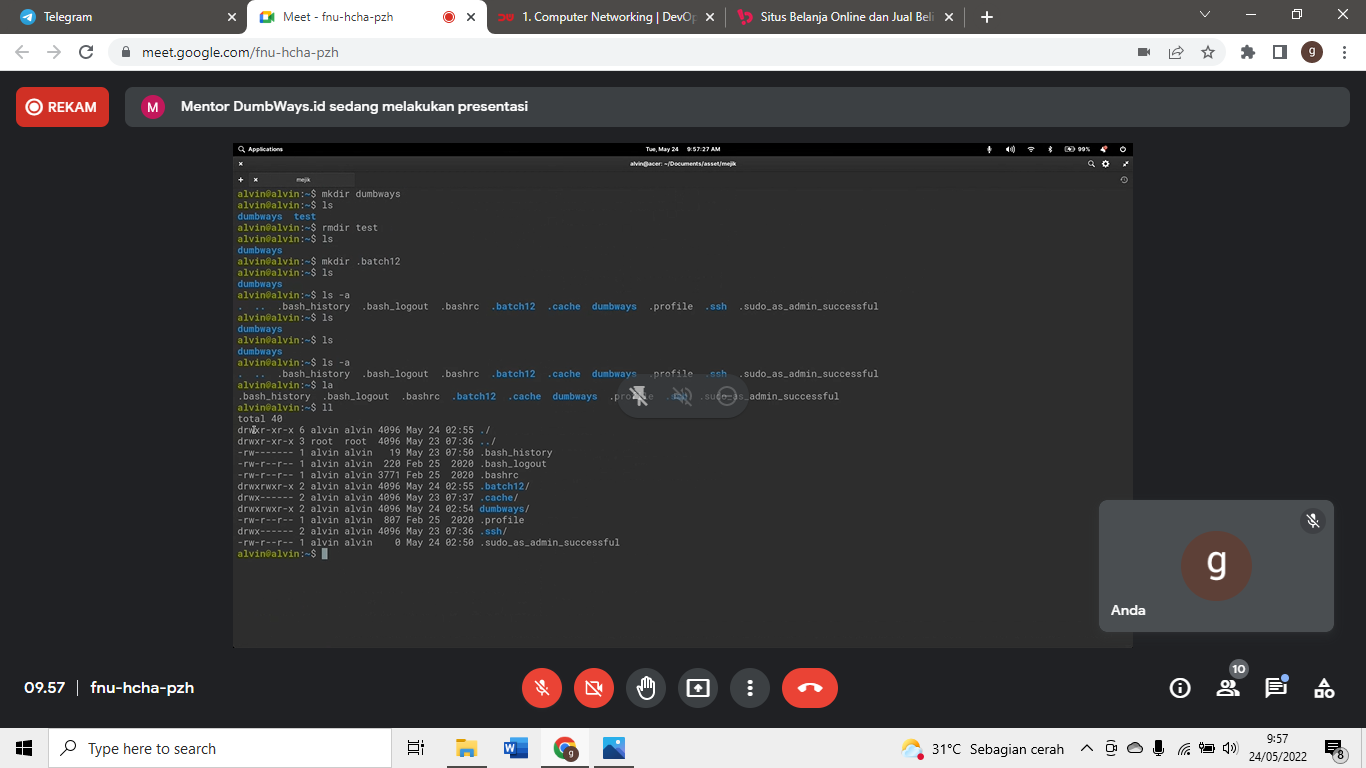 Telegram
Meet - fnu-hcha-pzh
1. Computer Networking | DevOp
Situs Belanja Online dan Jual Beli
meet.google.com/fnu-hcha-pzh
g
REKAM
M
Mentor DumbWays.id sedang melakukan presentasi
Applications
Tue, May 24 9:57:27 AM
99%
alvin@acer: ~/Documents/asset/mejik
mejik
alvin@alvin:~$ mkdir dumbways
alvin@alvin:~$ ls
dumbways test
alvin@alvin:~$ rmdir test
alvin@alvin:~$ ls
dumbways
alvin@alvin:~$ mkdir .batch12
alvin@alvin:~$ ls
dumbways
alvin@alvin:~$ ls -a
. .. .bash_history .bash_logout .bashrc .batch12 .cache dumbways .profile .ssh .sudo_as_admin_successful
alvin@alvin:~$ ls
dumbways
alvin@alvin:~$ ls
dumbways
alvin@alvin:~$ ls -a
. .. .bash_history .bash_logout .bashrc .batch12 .cache dumbways .profile .ssh .sudo_as_admin_successful
alvin@alvin:~$ la
.bash_history .bash_logout .bashrc .batch12 .cache dumbways .profile .ssh .sudo_as_admin_successful
alvin@alvin:~$ ll
total 40
drwxr-xr-x 6 alvin alvin 4096 May 24 02:55 ./
drwxr-xr-x 3 root root 4096 May 23 07:36 ../
-rw------- 1 alvin alvin 19 May 23 07:50 .bash_history
-rw-r--r-- 1 alvin alvin 220 Feb 25 2020 .bash_logout
-rw-r--r-- 1 alvin alvin 3771 Feb 25 2020 .bashrc
drwxrwxr-x 2 alvin alvin 4096 May 24 02:55 .batch12/
drwx------ 2 alvin alvin 4096 May 23 07:37 .cache/
drwxrwxr-x 2 alvin alvin 4096 May 24 02:54 dumbways/
-rw-r--r-- 1 alvin alvin 807 Feb 25 2020 .profile
drwx------ 2 alvin alvin 4096 May 23 07:36 .ssh/
-rw-r--r-- 1 alvin alvin 0 May 24 02:50 .sudo_as_admin_successful
alvin@alvin:~$
g
Anda
09.57 | fnu-hcha-pzh
10
Type here to search
W
g
31°C Sebagian cerah
9:57
24/05/2022
8